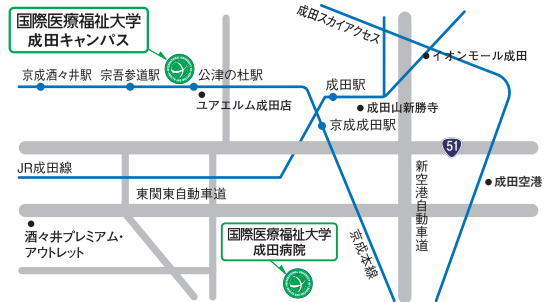 国際医療福祉大学
成田キャンパス
成田スカイアクセス
イオンモール成田
京成酒々井駅
宗吾参道駅
公津の杜駅
成田駅
ユアエルム成田店
成田山新勝寺
京成成田駅
51
JR成田線
新空港自動車道
成田空港
東関東自動車道
酒々井プレミアム・
アウトレット
国際医療福祉大学
成田病院
京成本線